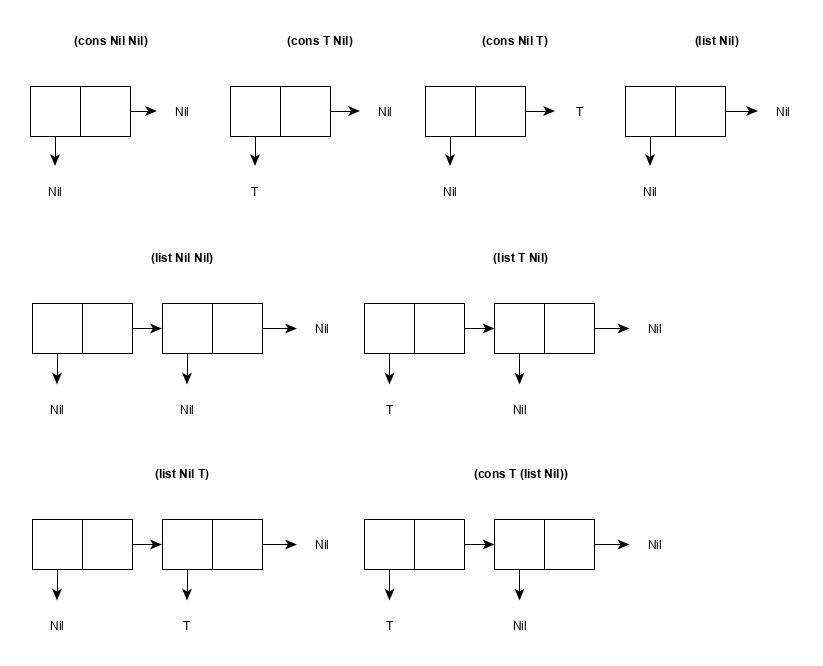 (cons Nil Nil) (cons T Nil) (cons Nil T) (list Nil)
Nil Nil T Nil
Nil T Nil Nil
(list Nil Nil) (list T Nil)
Nil Nil
Nil Nil T Nil
(list Nil T) (cons T (list Nil))
Nil Nil
Nil T T Nil